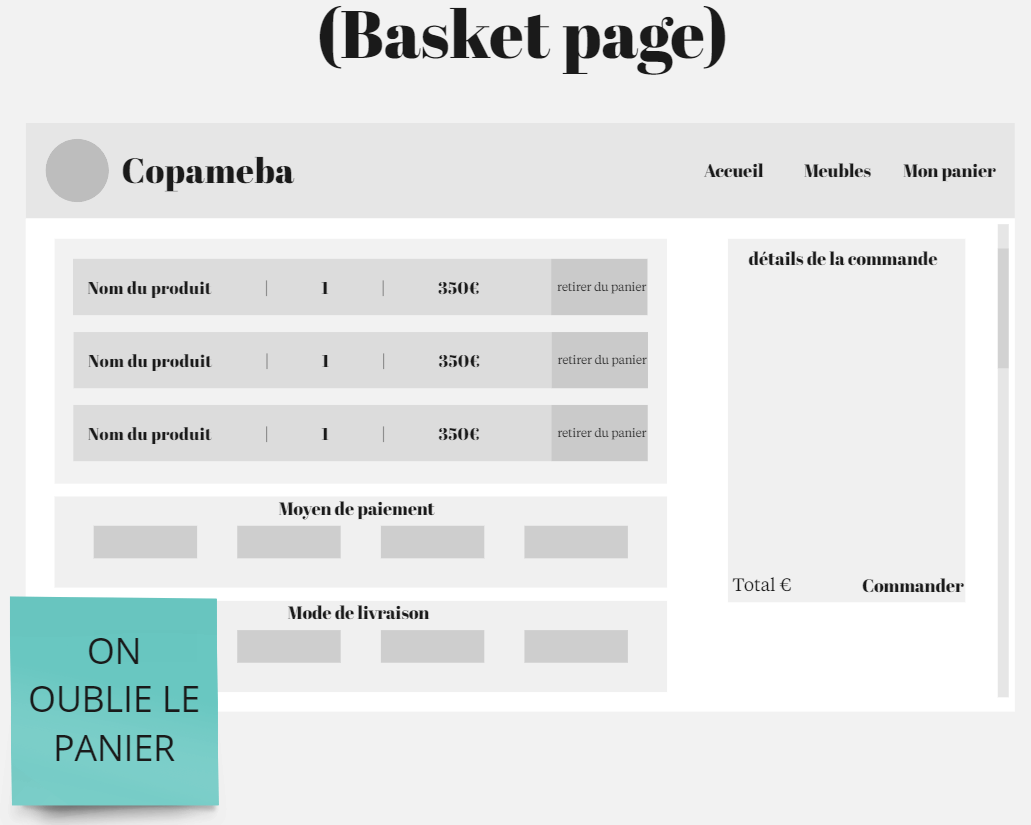 (Basket page)
Copameba
Accueil Meubles Mon panier
Nom du produit | 1 | 350€ retirer du panier
Nom du produit | 1 | 350€ retirer du panier
Nom du produit | 1 | 350€ retirer du panier
Moyen de paiement
Mode de livraison
détails de la commande
Total € Commander
ON
OUBLIE LE
PANIER